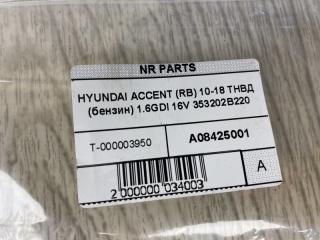 NR PARTS
HYUNDAI ACCENT (RB) 10-18 ТНВД
(бензин) 1.6GDI 16V 353202B220
T-000003950
A08425001
A
2 000000 034003